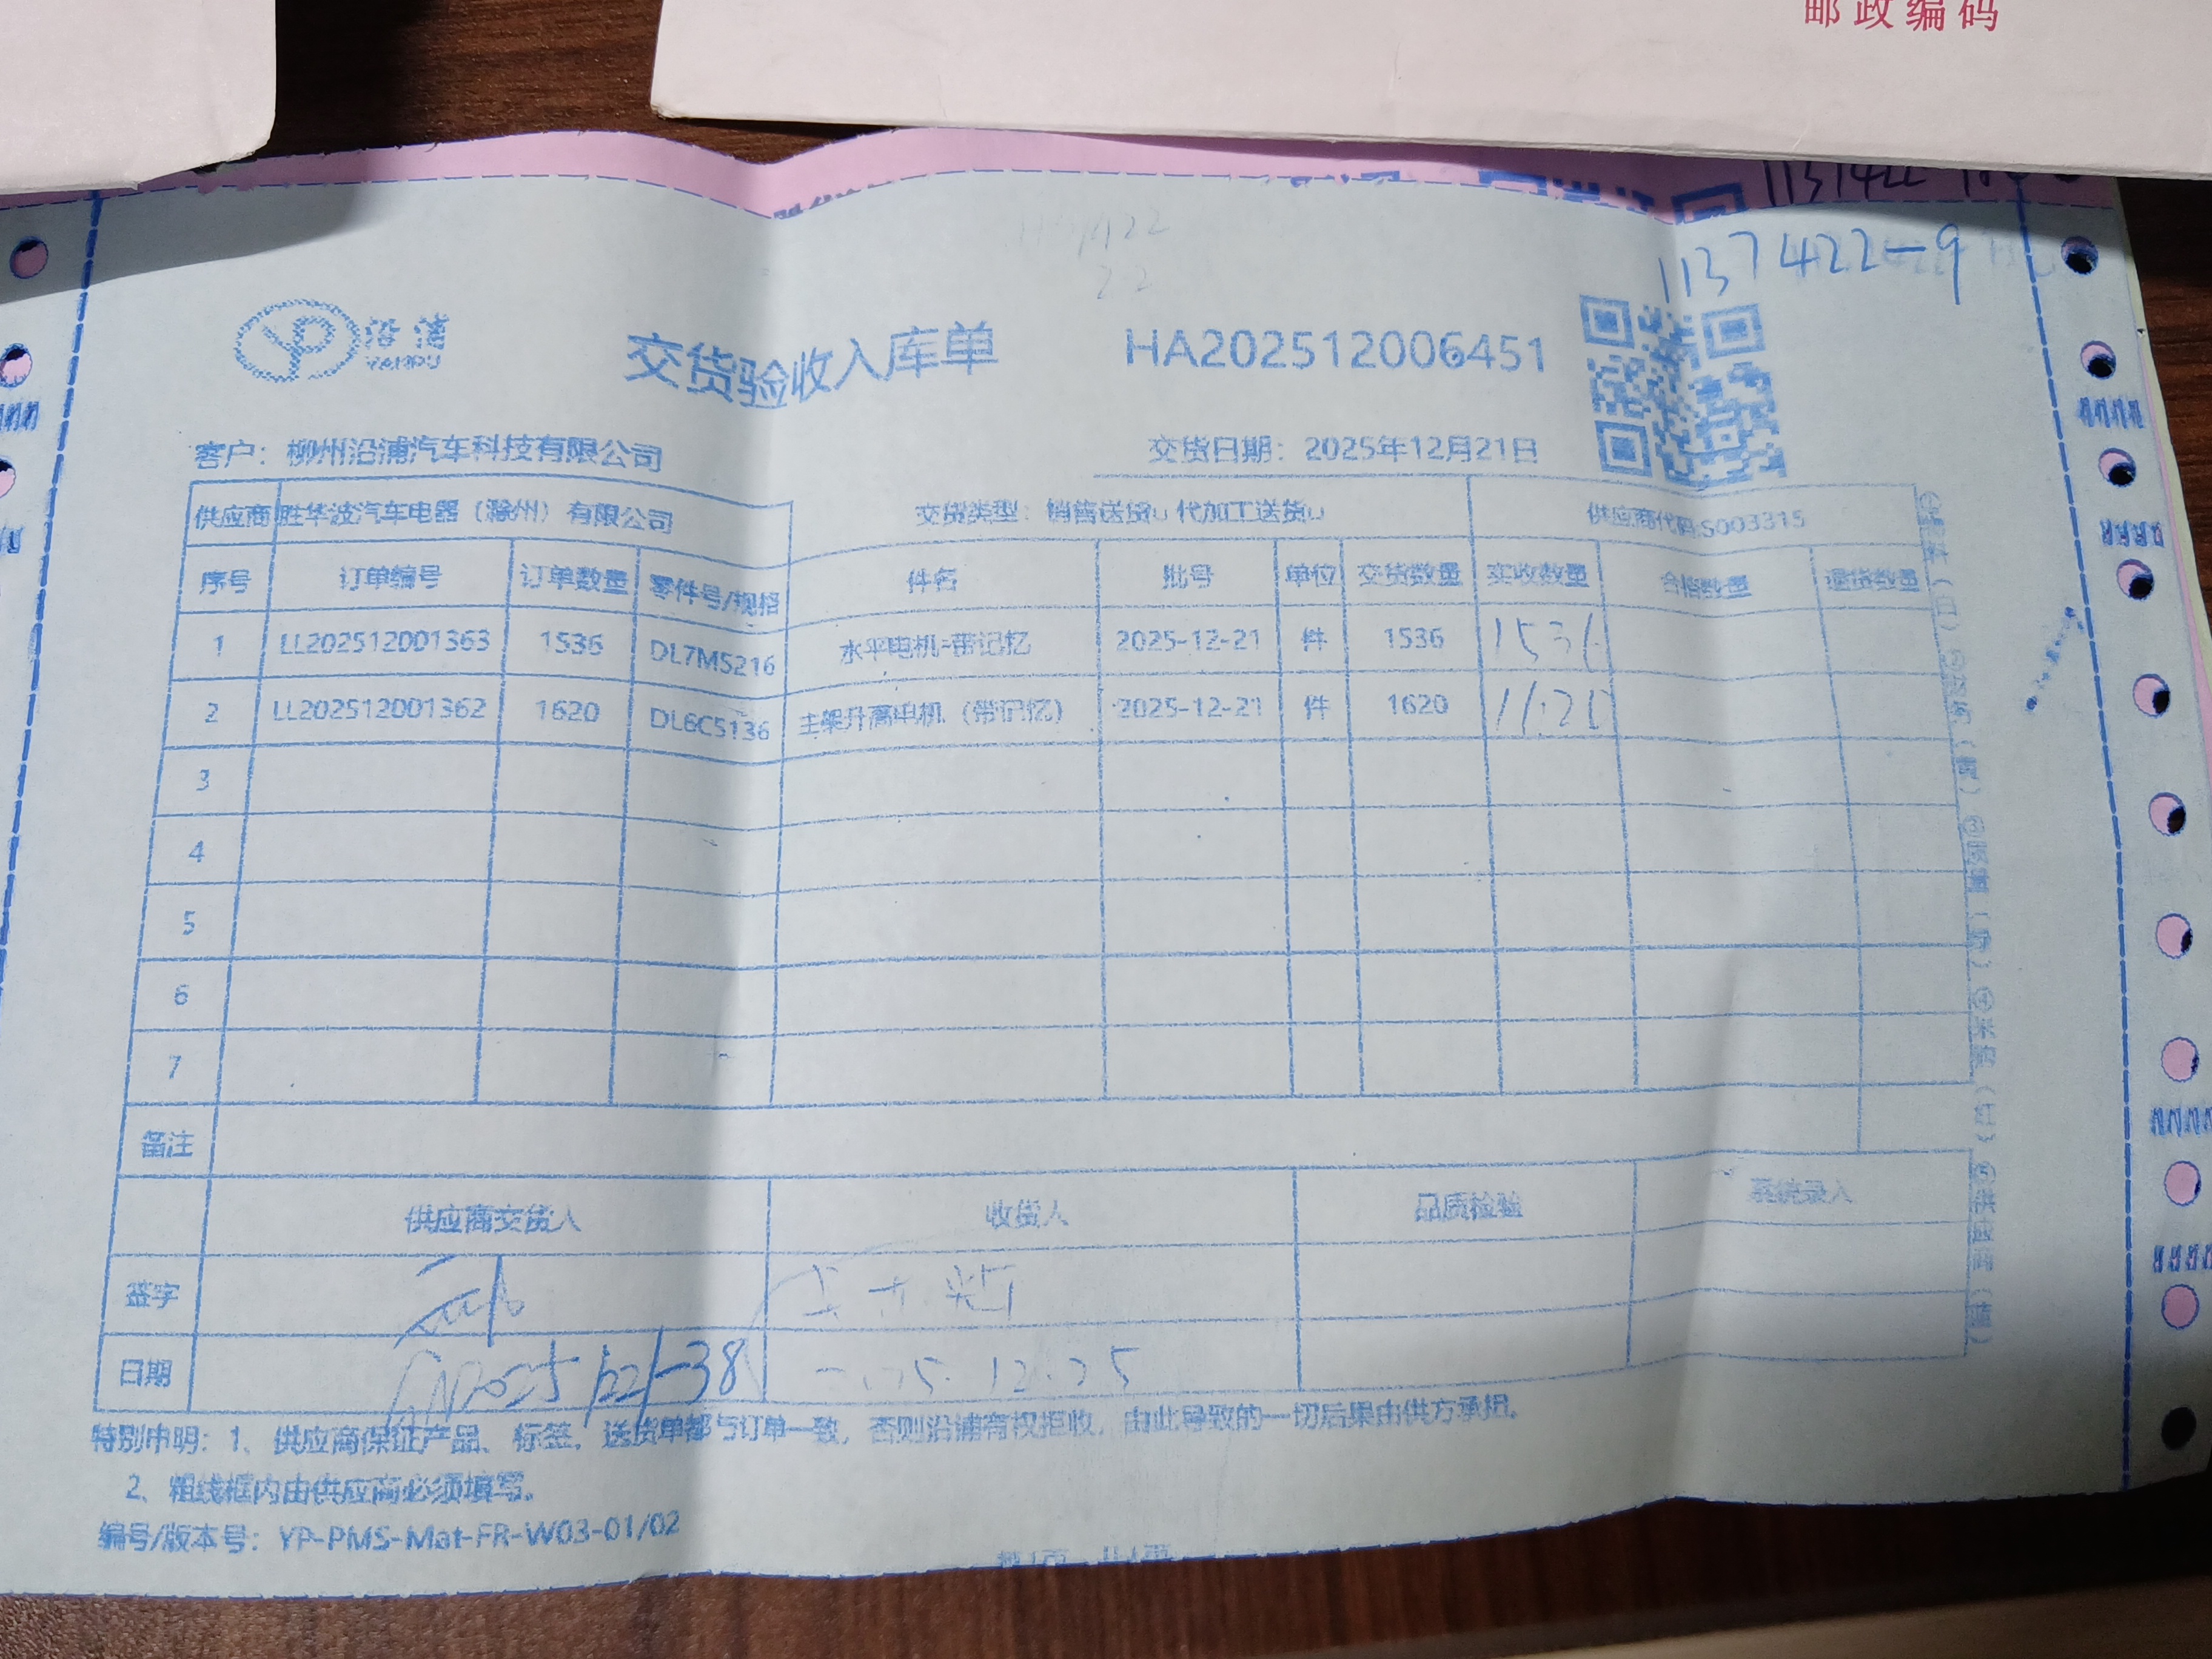 邮政编码
1137422-9
沿浦
YANPU
交货验收入库单 HA202512006451
客户：柳州沿浦汽车科技有限公司 交货日期：2025年12月21日
供应商 胜华波汽车电器（滁州）有限公司 交货类型：销售送货 代加工送货 供应商代码:S003315
序号 订单编号 订单数量 零件号/规格 件名 批号 单位 交货数量 实收数量 合格数量 退货数量
1 LL202512001363 1536 DL7M5216 水平电机-带记忆 2025-12-21 件 1536 1536
2 LL202512001362 1620 DL6C5136 主驾升高电机（带记忆） 2025-12-21 件 1620 1620
3
4
5
6
7
备注
供应商交货人 收货人 品质检验 系统录入
签字
日期 12.25
特别申明：1、供应商保证产品、标签、送货单都与订单一致，否则沿浦有权拒收，由此导致的一切后果由供方承担。
2、粗线框内由供应商必须填写。
编号/版本号：YP-PMS-Mat-FR-W03-01/02